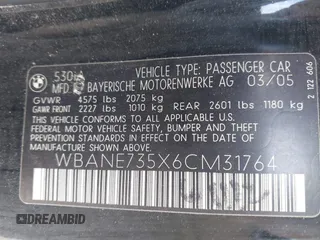 530i VEHICLE TYPE: PASSENGER CAR
MFD. BY BAYERISCHE MOTORENWERKE AG 03/05
GVWR 4575 lbs 2075 kg
GAWR FRONT 2227 lbs 1010 kg REAR 2601 lbs 1180 kg
THIS VEHICLE CONFORMS TO ALL APPLICABLE FEDERAL MOTOR VEHICLE SAFETY, BUMPER, AND THEFT PREVENTION STANDARDS IN EFFECT ON THE DATE OF MANUFACTURE SHOWN ABOVE.
WBANE735X6CM31764
2 122 606
DREAMBID